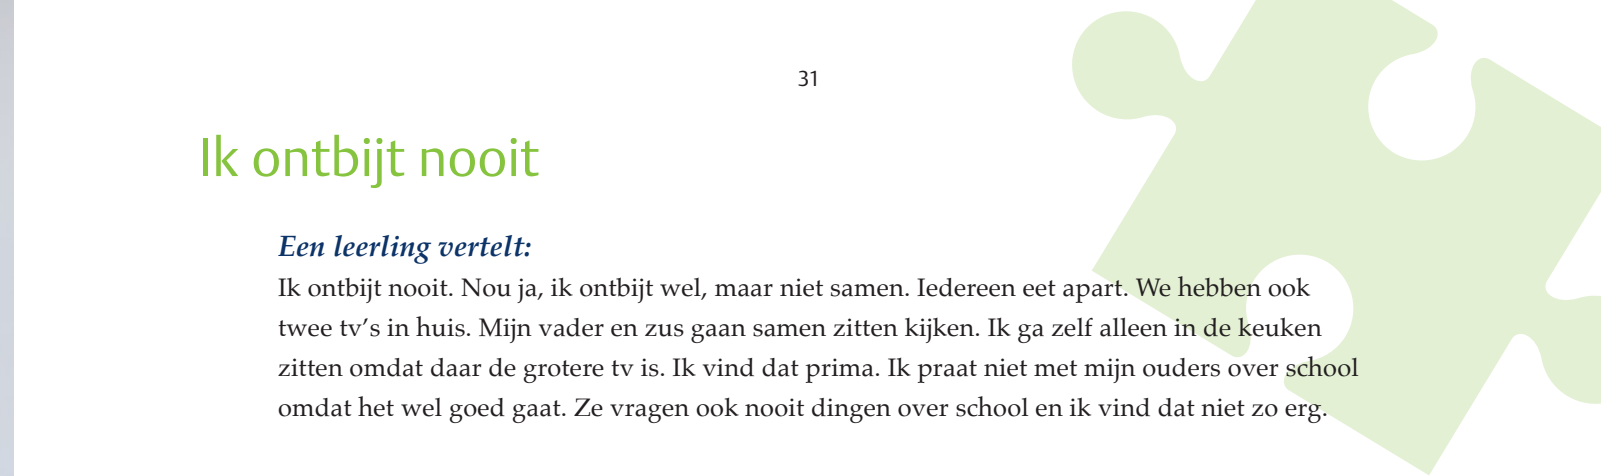 31
Ik ontbijt nooit
Een leerling vertelt:
Ik ontbijt nooit. Nou ja, ik ontbijt wel, maar niet samen. Iedereen eet apart. We hebben ook
twee tv’s in huis. Mijn vader en zus gaan samen zitten kijken. Ik ga zelf alleen in de keuken
zitten omdat daar de grotere tv is. Ik vind dat prima. Ik praat niet met mijn ouders over school
omdat het wel goed gaat. Ze vragen ook nooit dingen over school en ik vind dat niet zo erg.